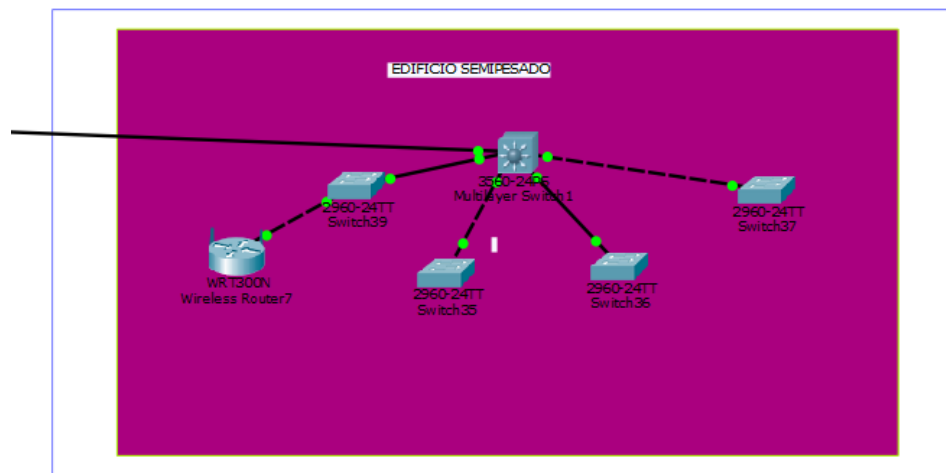 EDIFICIO SEMIPESADO
3560-24PS
Multilayer Switch1
2960-24TT
Switch39
2960-24TT
Switch37
WRT300N
Wireless Router7
2960-24TT
Switch35
2960-24TT
Switch36